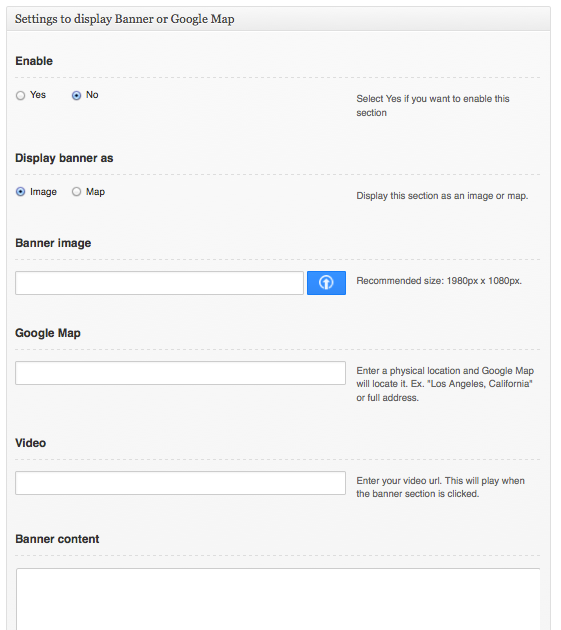 Settings to display Banner or Google Map
Enable
Yes No
Select Yes if you want to enable this
section
Display banner as
Image Map
Display this section as an image or map.
Banner image
Recommended size: 1980px x 1080px.
Google Map
Enter a physical location and Google Map
will locate it. Ex. "Los Angeles, California"
or full address.
Video
Enter your video url. This will play when
the banner section is clicked.
Banner content